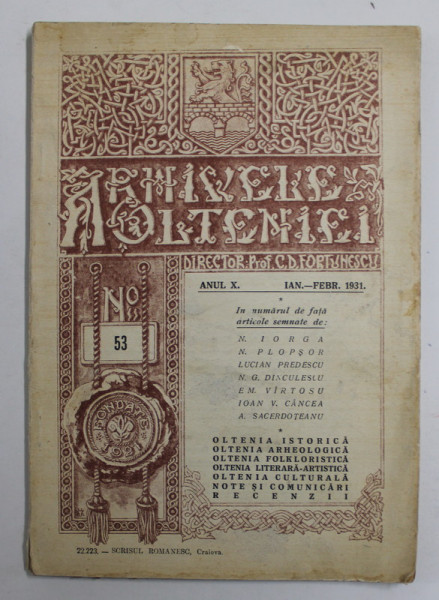 ARHIVELE
OLTENIEI
DIRECTOR: Prof. C. D. FORTUNESCU
No
53
ANUL X. IAN.—FEBR. 1931.
*
In numărul de față
articole semnate de:
N. IORGA
N. PLOPȘOR
LUCIAN PREDESCU
N. G. DINCULESCU
EM. VÎRTOSU
IOAN V. CÂNCEA
A. SACERDOȚEANU
*
OLTENIA ISTORICĂ
OLTENIA ARHEOLOGICĂ
OLTENIA FOLKLORISTICĂ
OLTENIA LITERARĂ-ARTISTICĂ
OLTENIA CULTURALĂ
NOTE ȘI COMUNICĂRI
RECENZII
22.223. — SCRISUL ROMANESC, Craiova.